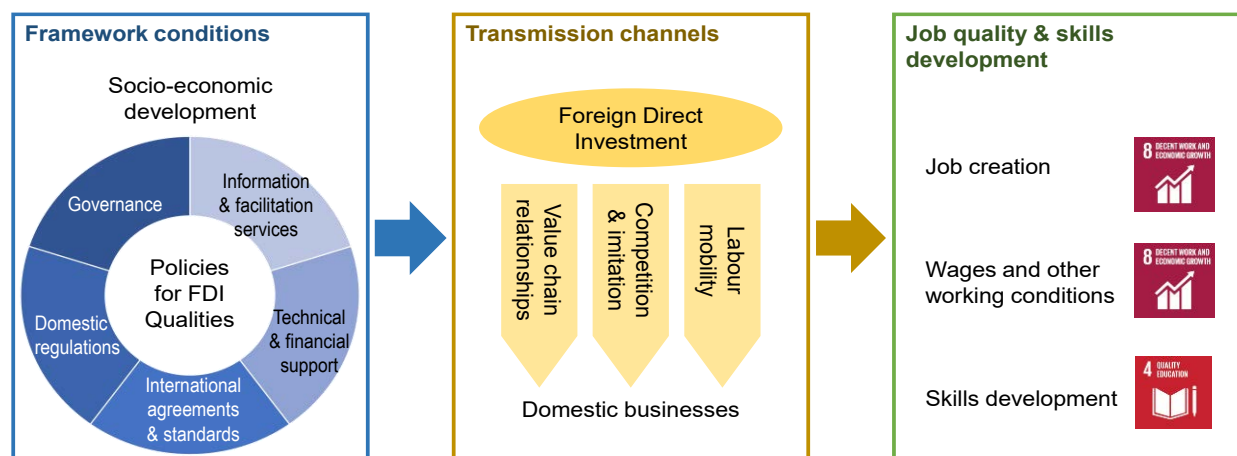 Framework conditions
Socio-economic
development
Governance
Information
& facilitation
services
Policies
for FDI
Qualities
Domestic
regulations
Technical
& financial
support
International
agreements
& standards
Transmission channels
Foreign Direct
Investment
Value chain
relationships
Competition
& imitation
Labour
mobility
Domestic businesses
Job quality & skills
development
Job creation
8 DECENT WORK AND
ECONOMIC GROWTH
Wages and other
working conditions
8 DECENT WORK AND
ECONOMIC GROWTH
Skills development
4 QUALITY
EDUCATION